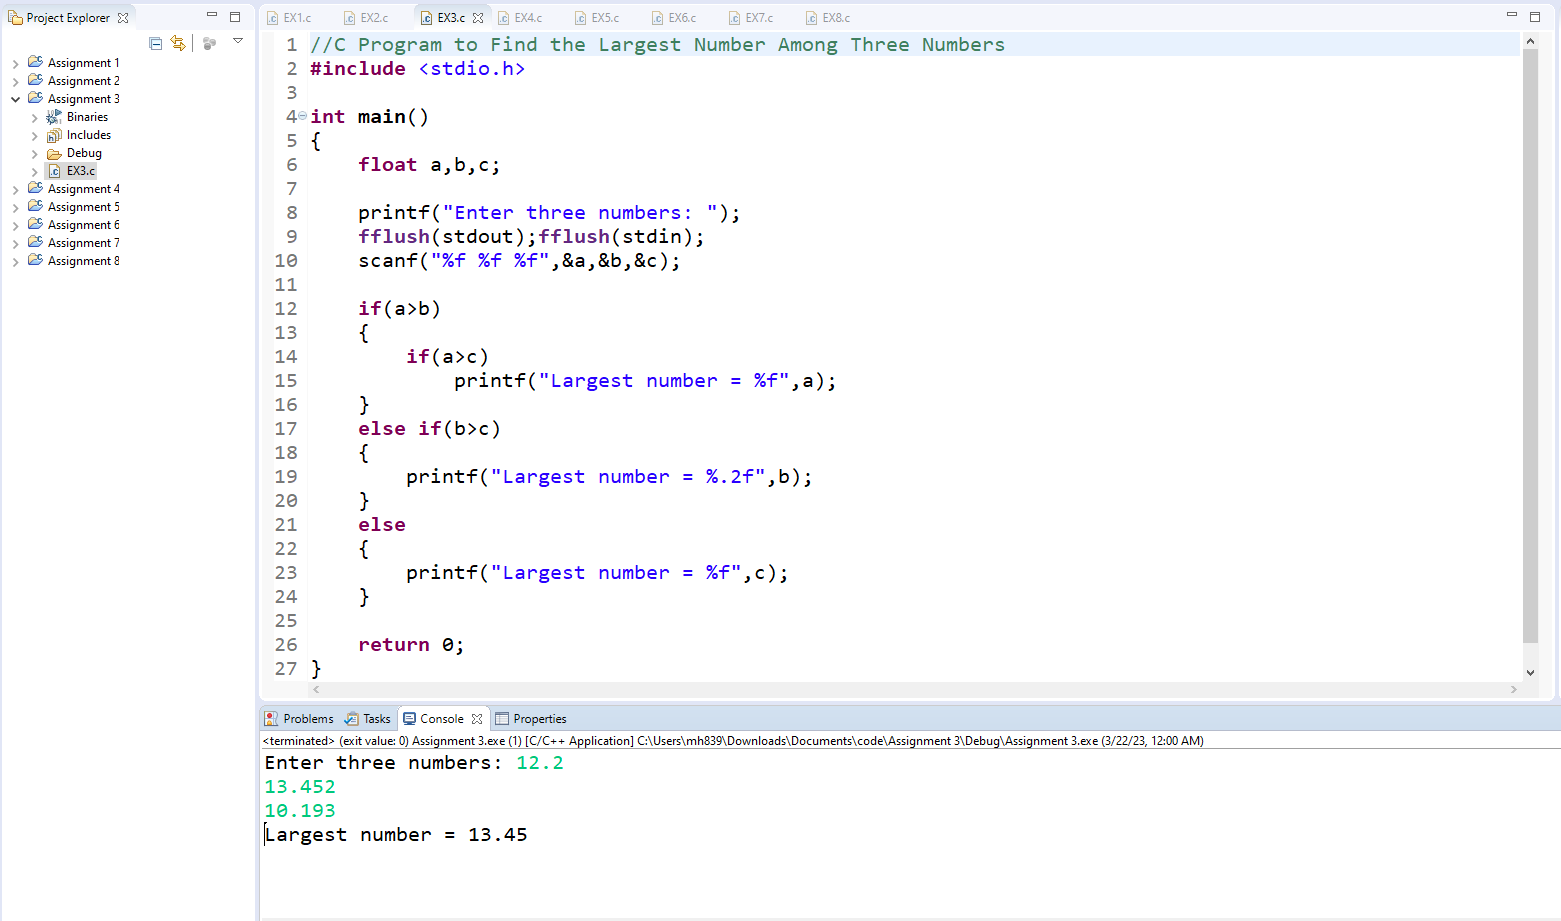 Project Explorer
Assignment 1
Assignment 2
Assignment 3
Binaries
Includes
Debug
EX3.c
Assignment 4
Assignment 5
Assignment 6
Assignment 7
Assignment 8
EX1.c EX2.c EX3.c EX4.c EX5.c EX6.c EX7.c EX8.c
1 //C Program to Find the Largest Number Among Three Numbers
2 #include <stdio.h>
3
4 int main()
5 {
6     float a,b,c;
7
8     printf("Enter three numbers: ");
9     fflush(stdout);fflush(stdin);
10     scanf("%f %f %f",&a,&b,&c);
11
12     if(a>b)
13     {
14         if(a>c)
15             printf("Largest number = %f",a);
16     }
17     else if(b>c)
18     {
19         printf("Largest number = %.2f",b);
20     }
21     else
22     {
23         printf("Largest number = %f",c);
24     }
25
26     return 0;
27 }
Problems Tasks Console Properties
<terminated> (exit value: 0) Assignment 3.exe (1) [C/C++ Application] C:\Users\mh839\Downloads\Documents\code\Assignment 3\Debug\Assignment 3.exe (3/22/23, 12:00 AM)
Enter three numbers: 12.2
13.452
10.193
Largest number = 13.45